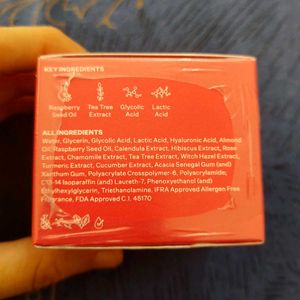 KEY INGREDIENTS
Raspberry Seed Oil
Tea Tree Extract
Glycolic Acid
Lactic Acid
ALL INGREDIENTS
Water, Glycerin, Glycolic Acid, Lactic Acid, Hyaluronic Acid, Almond
Oil, Raspberry Seed Oil, Calendula Extract, Hibiscus Extract, Rose
Extract, Chamomile Extract, Tea Tree Extract, Witch Hazel Extract,
Turmeric Extract, Cucumber Extract, Acacia Senegal Gum (and)
Xanthum Gum, Polyacrylate Crosspolymer-6, Polyacrylamide,
C13-14 Isoparaffin (and) Laureth-7, Phenoxyethanol (and)
Ethylhexylglycerin, Triethanolamine, IFRA Approved Allergen Free
Fragrance, FDA Approved C.I. 45170